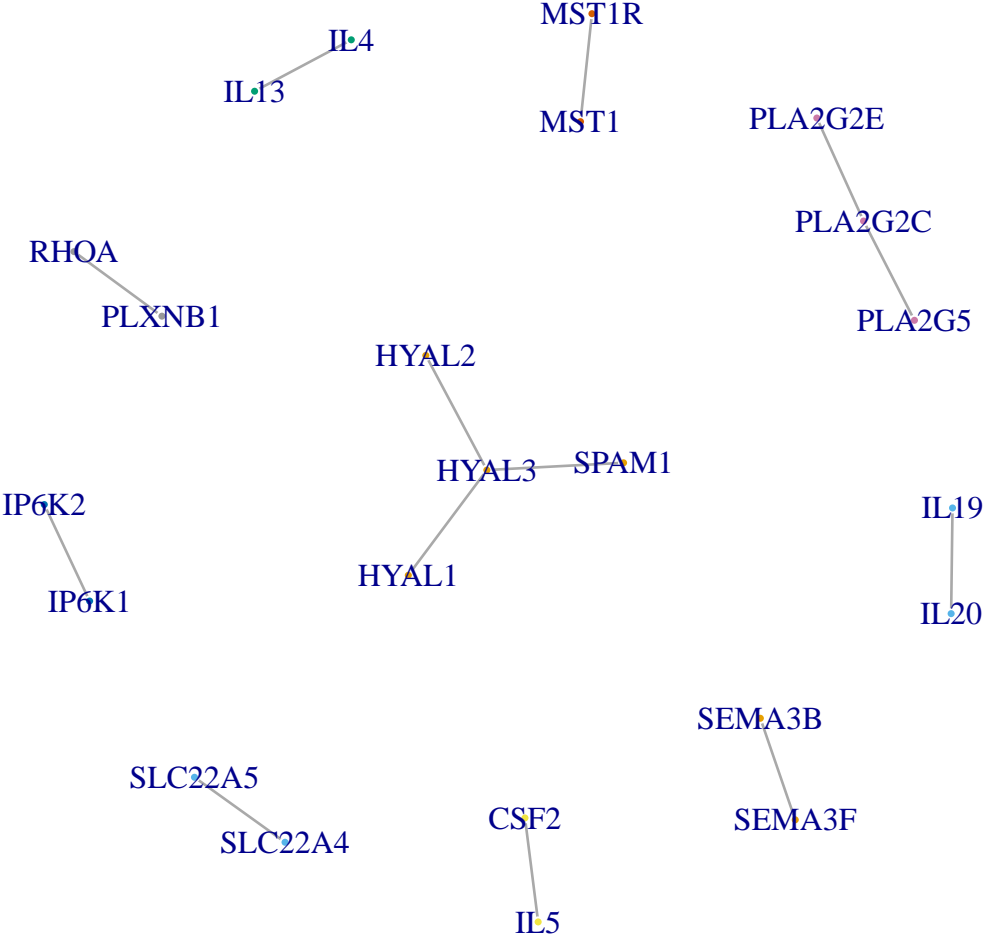 MST1R
IL4
IL13
MST1
PLA2G2E
PLA2G2C
RHOA
PLXNB1
PLA2G5
HYAL2
HYAL3
SPAM1
IP6K2
IL19
HYAL1
IP6K1
IL20
SEMA3B
SLC22A5
CSF2
SEMA3F
SLC22A4
IL5